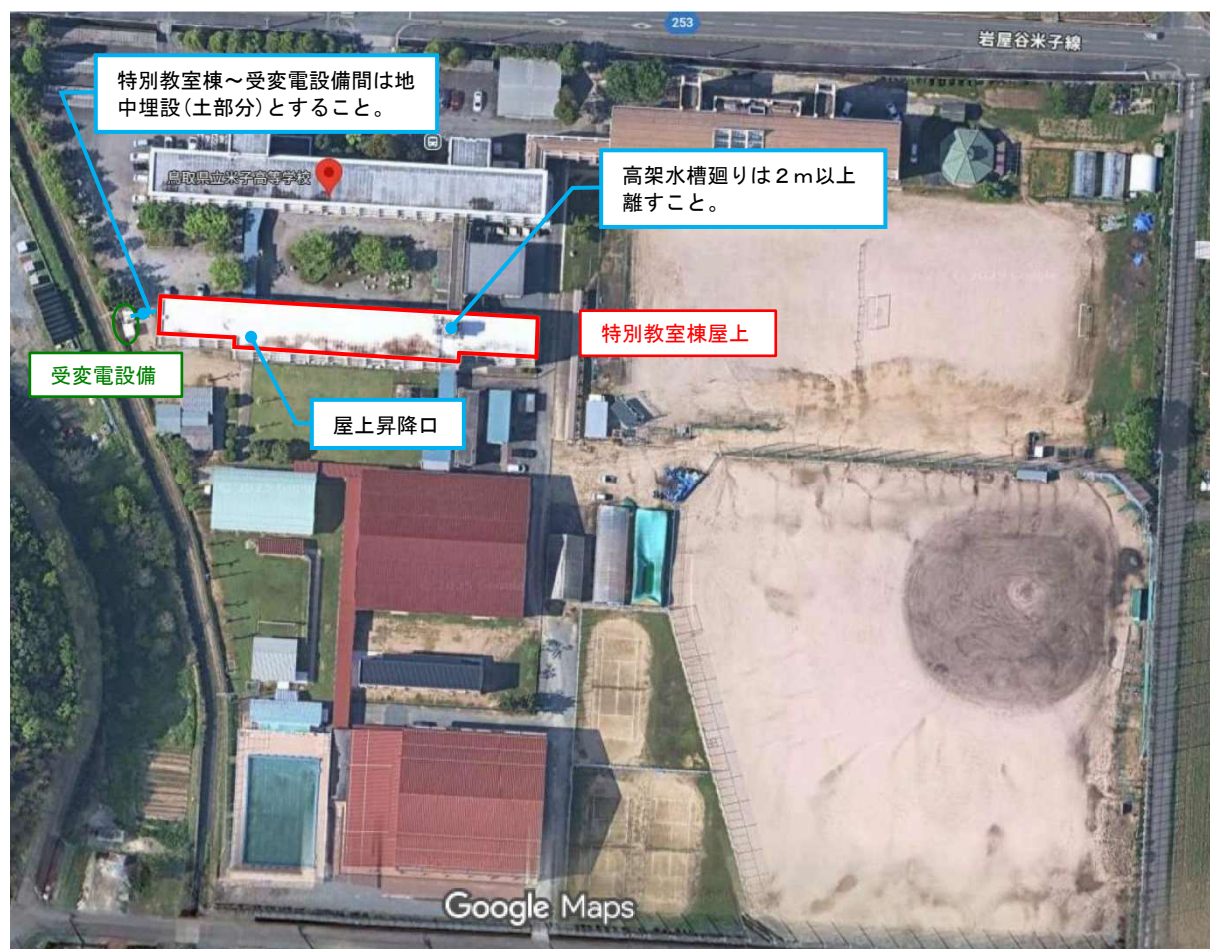 253
岩屋谷米子線
特別教室棟～受変電設備間は地
中埋設(土部分)とすること。
鳥取県立米子高等学校
高架水槽廻りは２ｍ以上
離すこと。
特別教室棟屋上
受変電設備
屋上昇降口
Google Maps